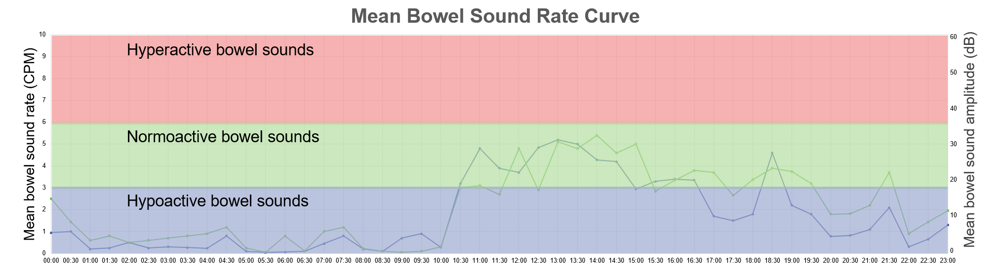 Mean Bowel Sound Rate Curve
Mean bowel sound rate (CPM)
10
9
8
7
6
5
4
3
2
1
0
Hyperactive bowel sounds
Normoactive bowel sounds
Hypoactive bowel sounds
60
50
40
30
20
10
0
Mean bowel sound amplitude (dB)
00:00 00:30 01:00 01:30 02:00 02:30 03:00 03:30 04:00 04:30 05:00 05:30 06:00 06:30 07:00 07:30 08:00 08:30 09:00 09:30 10:00 10:30 11:00 11:30 12:00 12:30 13:00 13:30 14:00 14:30 15:00 15:30 16:00 16:30 17:00 17:30 18:00 18:30 19:00 19:30 20:00 20:30 21:00 21:30 22:00 22:30 23:00